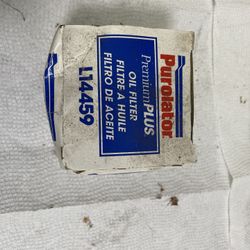 Purolator
PremiumPLUS
OIL FILTER
FILTRE A HUILE
FILTRO DE ACEITE
L14459